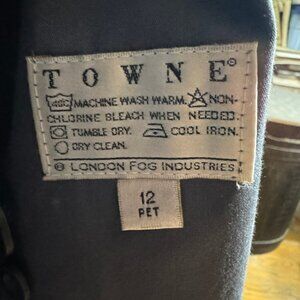 TOWNE®
MACHINE WASH WARM. NON-
CHLORINE BLEACH WHEN NEEDED.
TUMBLE DRY. COOL IRON.
DRY CLEAN.
® LONDON FOG INDUSTRIES
12
PET